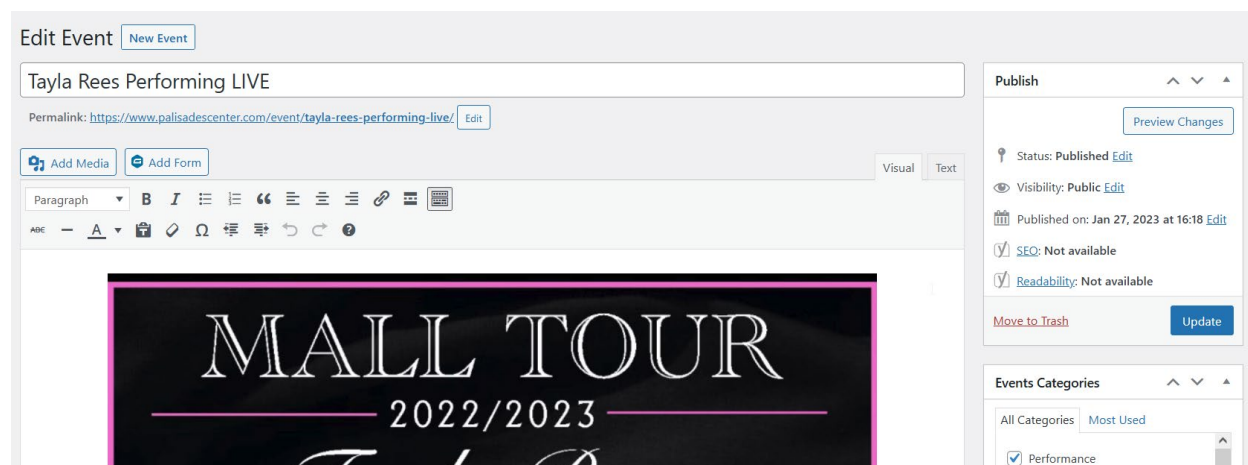 Edit Event New Event
Tayla Rees Performing LIVE
Permalink: https://www.palisadescenter.com/event/tayla-rees-performing-live/ Edit
Add Media Add Form
Visual Text
Paragraph B I
ABC A Ω
MALL TOUR
2022/2023
Publish
Preview Changes
Status: Published Edit
Visibility: Public Edit
Published on: Jan 27, 2023 at 16:18 Edit
SEO: Not available
Readability: Not available
Move to Trash Update
Events Categories
All Categories Most Used
Performance